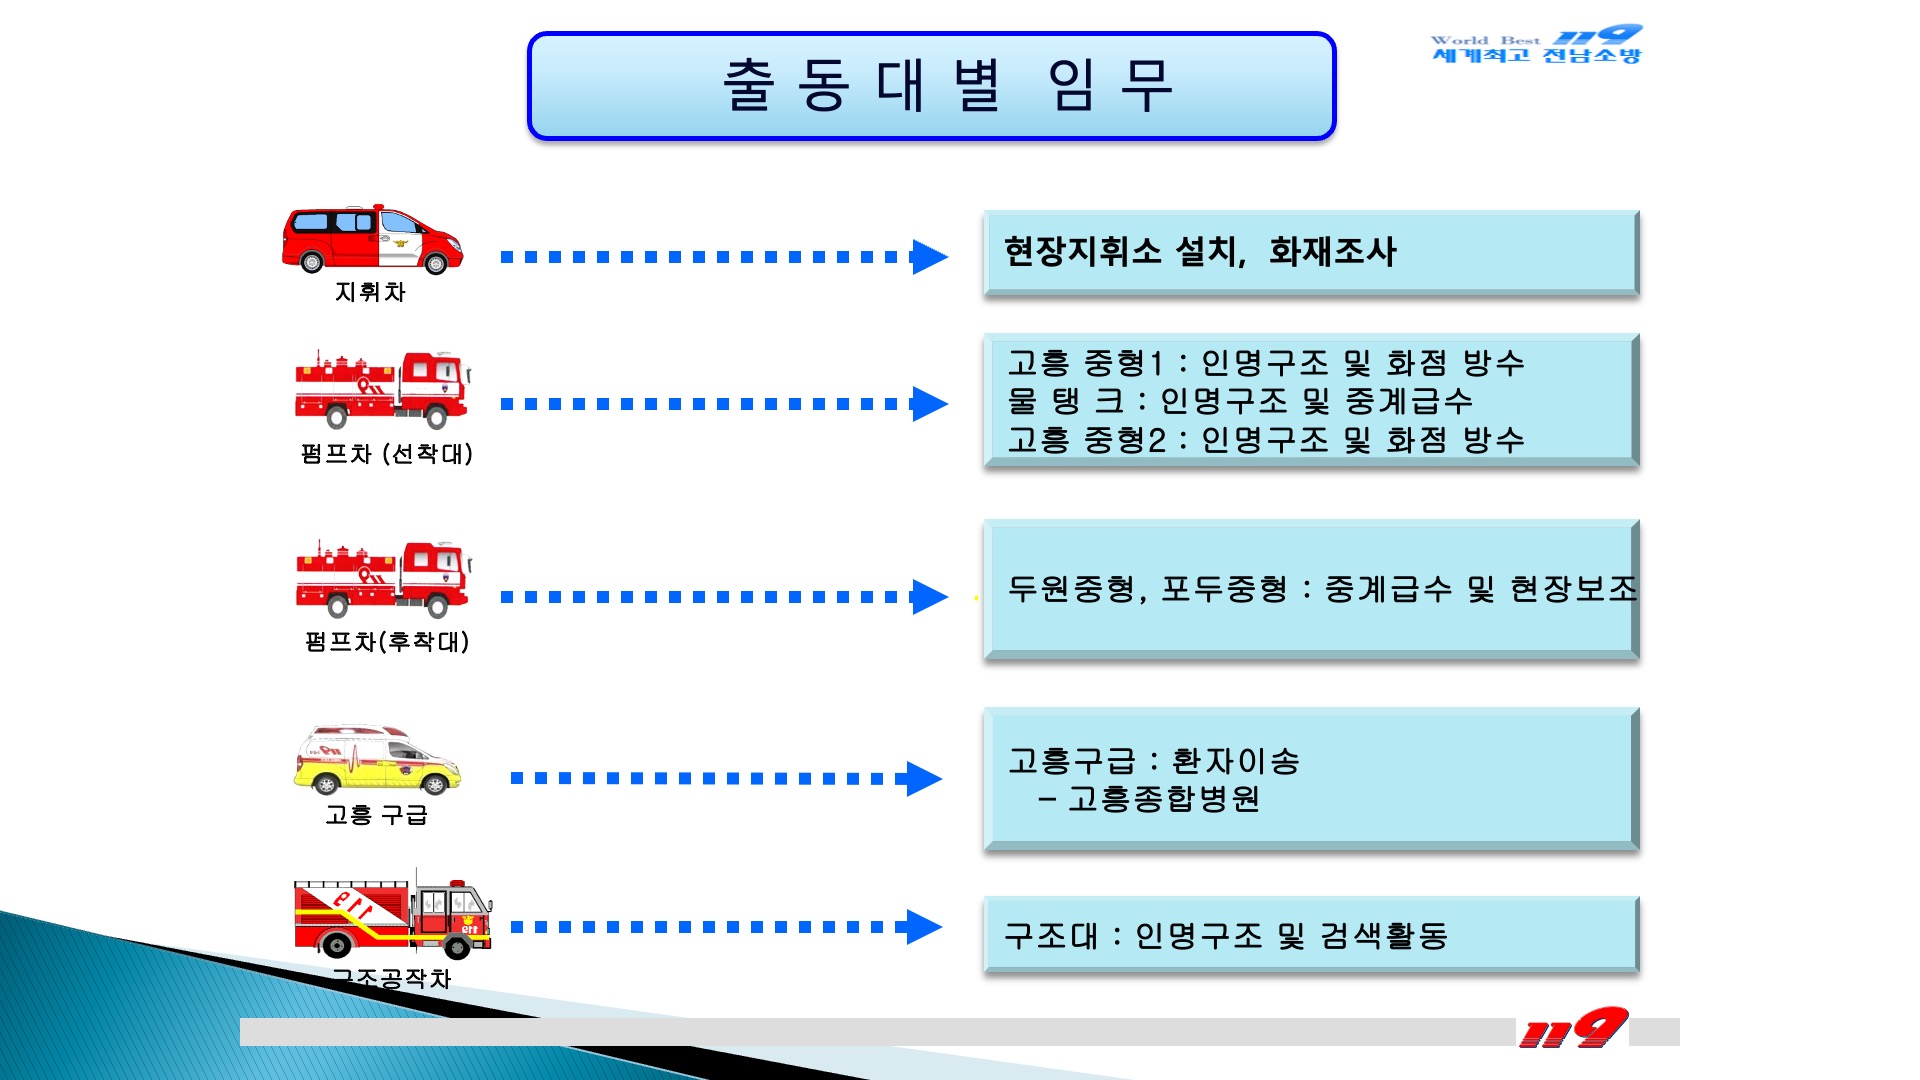 출 동 대 별 임 무
World Best 119
세계최고 전남소방
지휘차
현장지휘소 설치, 화재조사
펌프차 (선착대)
고흥 중형1 : 인명구조 및 화점 방수
물 탱 크 : 인명구조 및 중계급수
고흥 중형2 : 인명구조 및 화점 방수
펌프차(후착대)
두원중형, 포두중형 : 중계급수 및 현장보조
고흥 구급
고흥구급 : 환자이송
- 고흥종합병원
구조공작차
구조대 : 인명구조 및 검색활동
119